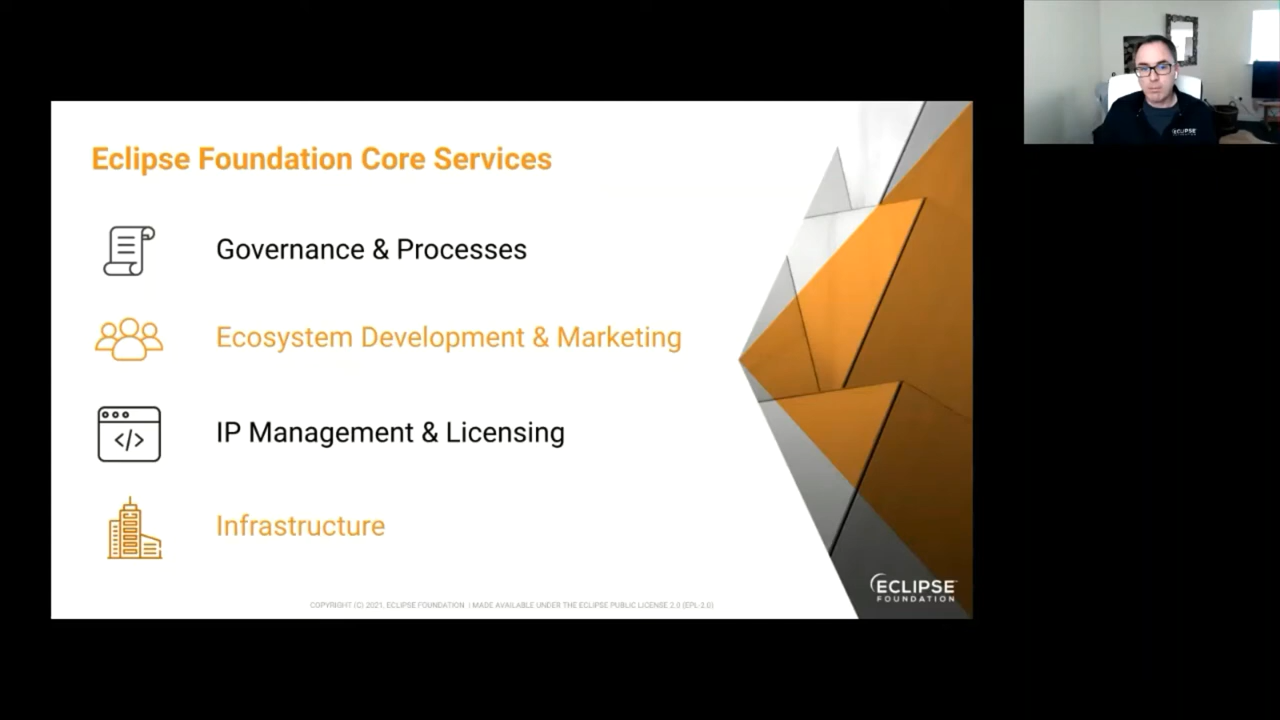 Eclipse Foundation Core Services
Governance & Processes
Ecosystem Development & Marketing
</>
IP Management & Licensing
Infrastructure
ECLIPSE
FOUNDATION
COPYRIGHT (C) 2021, ECLIPSE FOUNDATION | MADE AVAILABLE UNDER THE ECLIPSE PUBLIC LICENSE 2.0 (EPL-2.0)
ECLIPSE